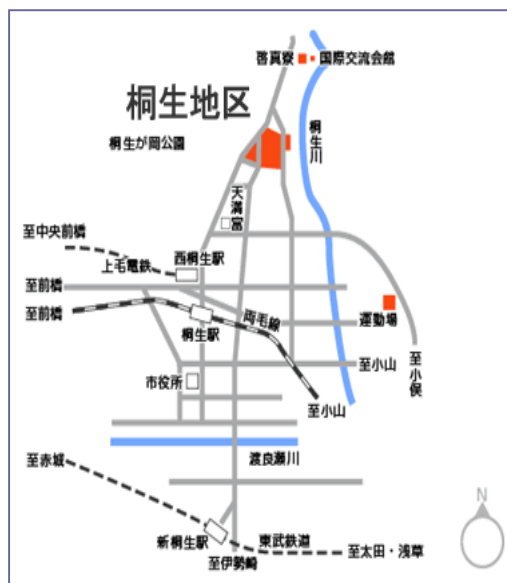 啓真寮
国際交流会館
桐生地区
桐生川
桐生が岡公園
天満宮
至中央前橋
西桐生駅
上毛電鉄
至前橋
至前橋
両毛線
運動場
桐生駅
至小山
至小俣
市役所
至小山
渡良瀬川
至赤城
N
新桐生駅
東武鉄道
至太田・浅草
至伊勢崎